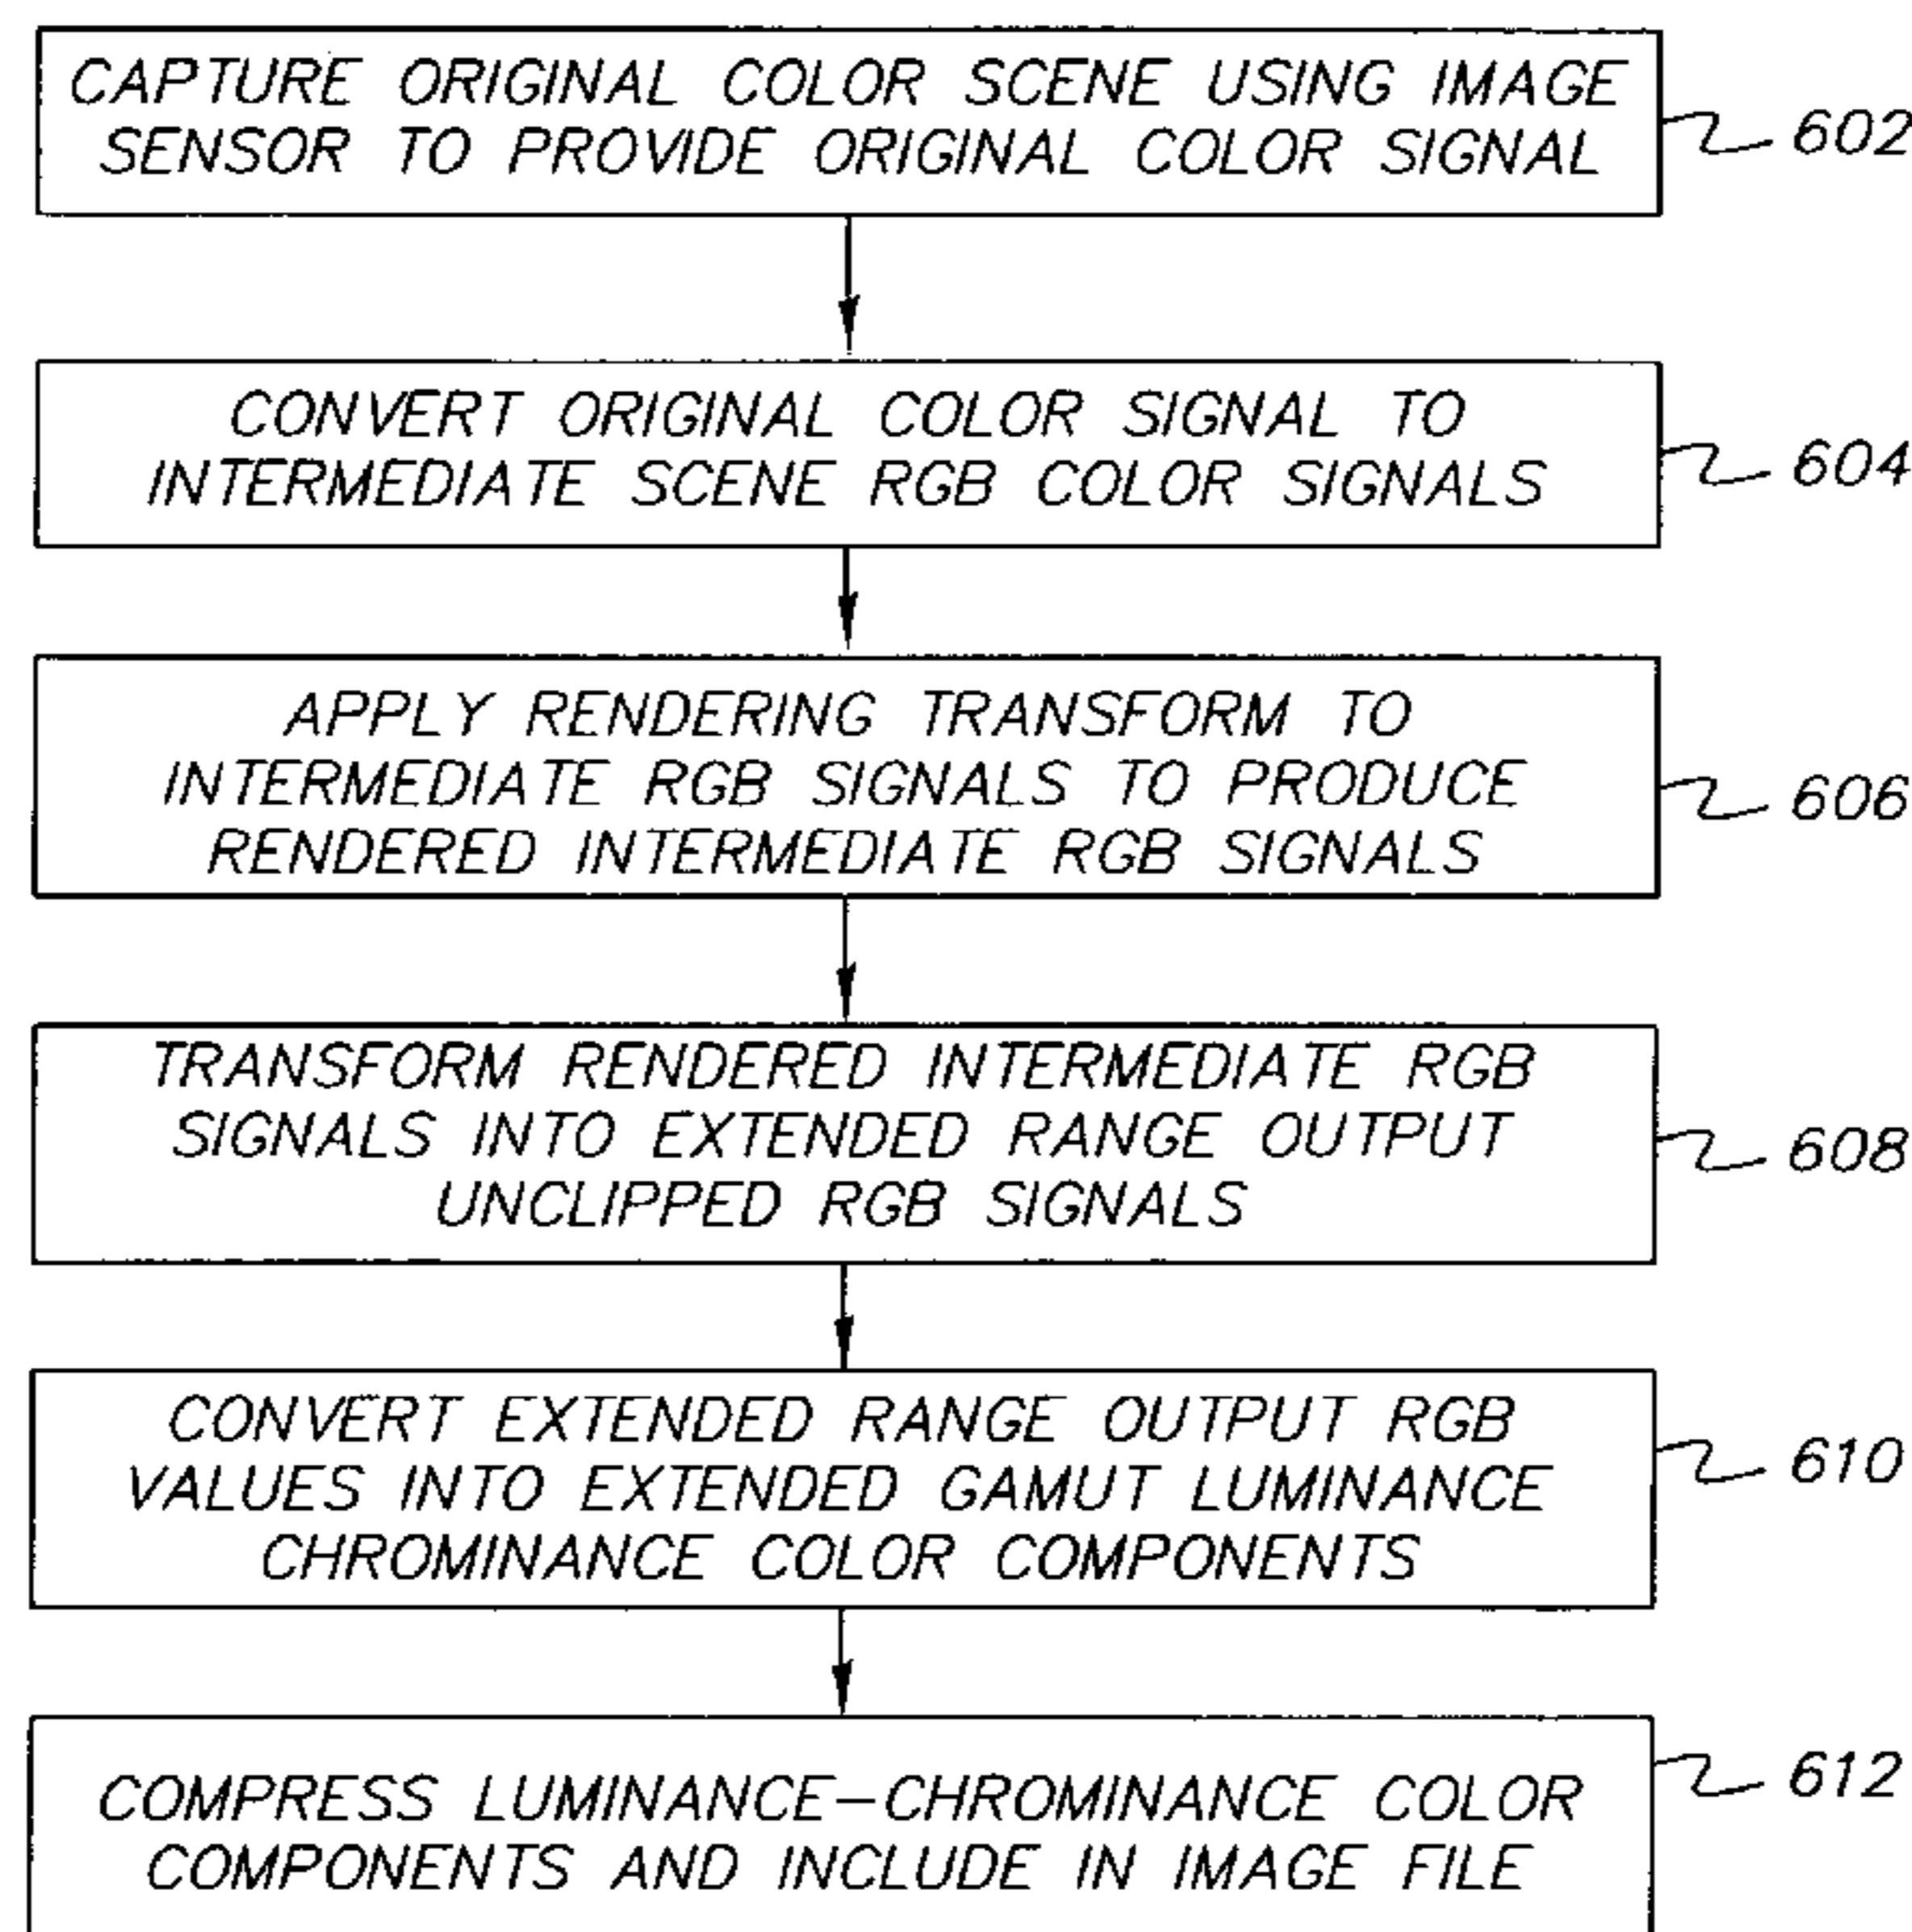 CAPTURE ORIGINAL COLOR SCENE USING IMAGE
SENSOR TO PROVIDE ORIGINAL COLOR SIGNAL
602
CONVERT ORIGINAL COLOR SIGNAL TO
INTERMEDIATE SCENE RGB COLOR SIGNALS
604
APPLY RENDERING TRANSFORM TO
INTERMEDIATE RGB SIGNALS TO PRODUCE
RENDERED INTERMEDIATE RGB SIGNALS
606
TRANSFORM RENDERED INTERMEDIATE RGB
SIGNALS INTO EXTENDED RANGE OUTPUT
UNCLIPPED RGB SIGNALS
608
CONVERT EXTENDED RANGE OUTPUT RGB
VALUES INTO EXTENDED GAMUT LUMINANCE
CHROMINANCE COLOR COMPONENTS
610
COMPRESS LUMINANCE-CHROMINANCE COLOR
COMPONENTS AND INCLUDE IN IMAGE FILE
612